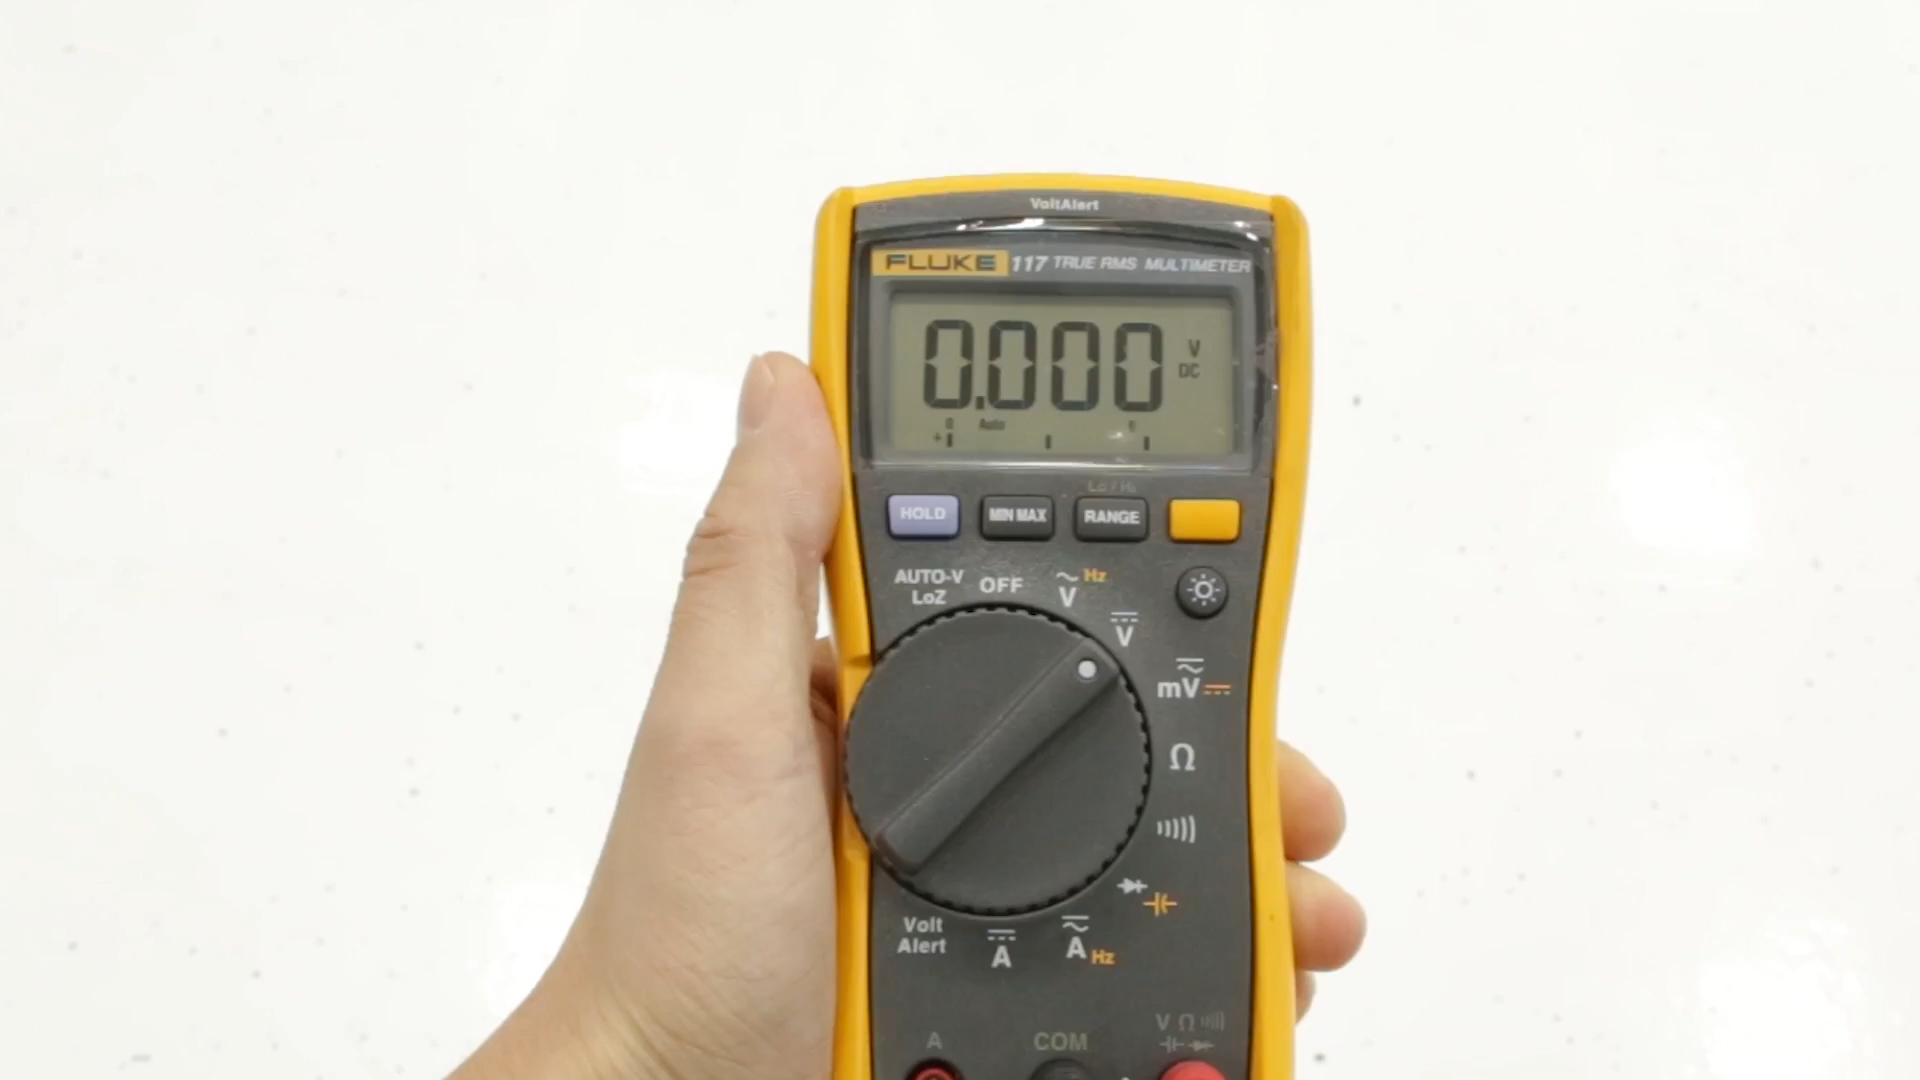 VoltAlert
FLUKE 117 TRUE RMS MULTIMETER
0.000 V
DC
0 Auto
+
HOLD MIN MAX RANGE
AUTO-V
LoZ
OFF
V Hz
V
mV
Ω
Volt
Alert
A
A Hz
A COM V Ω